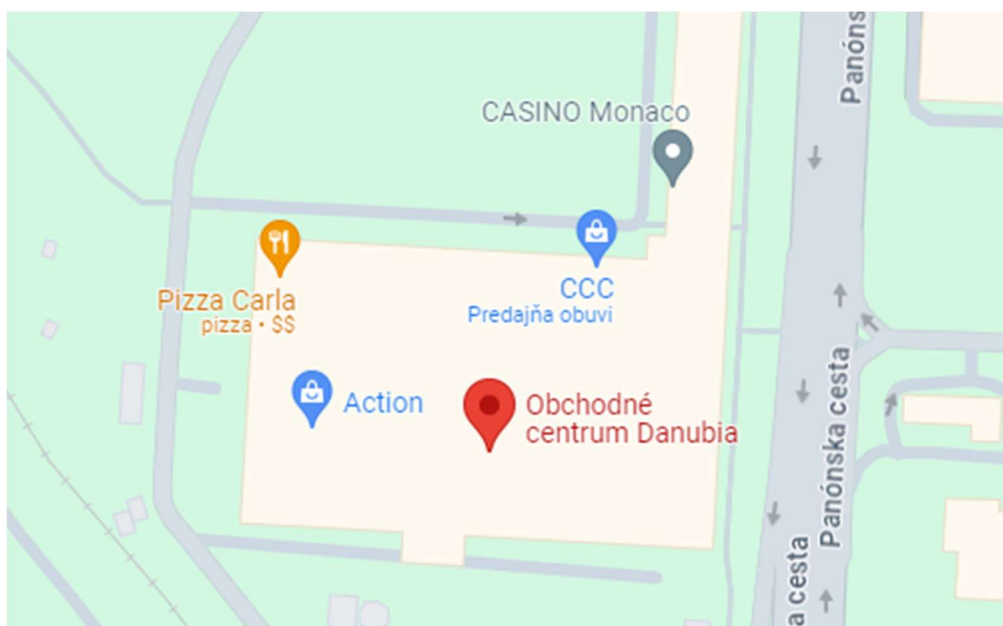 Panóns
CASINO Monaco
Pizza Carla
pizza • $$
CCC
Predajňa obuvi
Action
Obchodné
centrum Danubia
Panónska cesta
a cesta